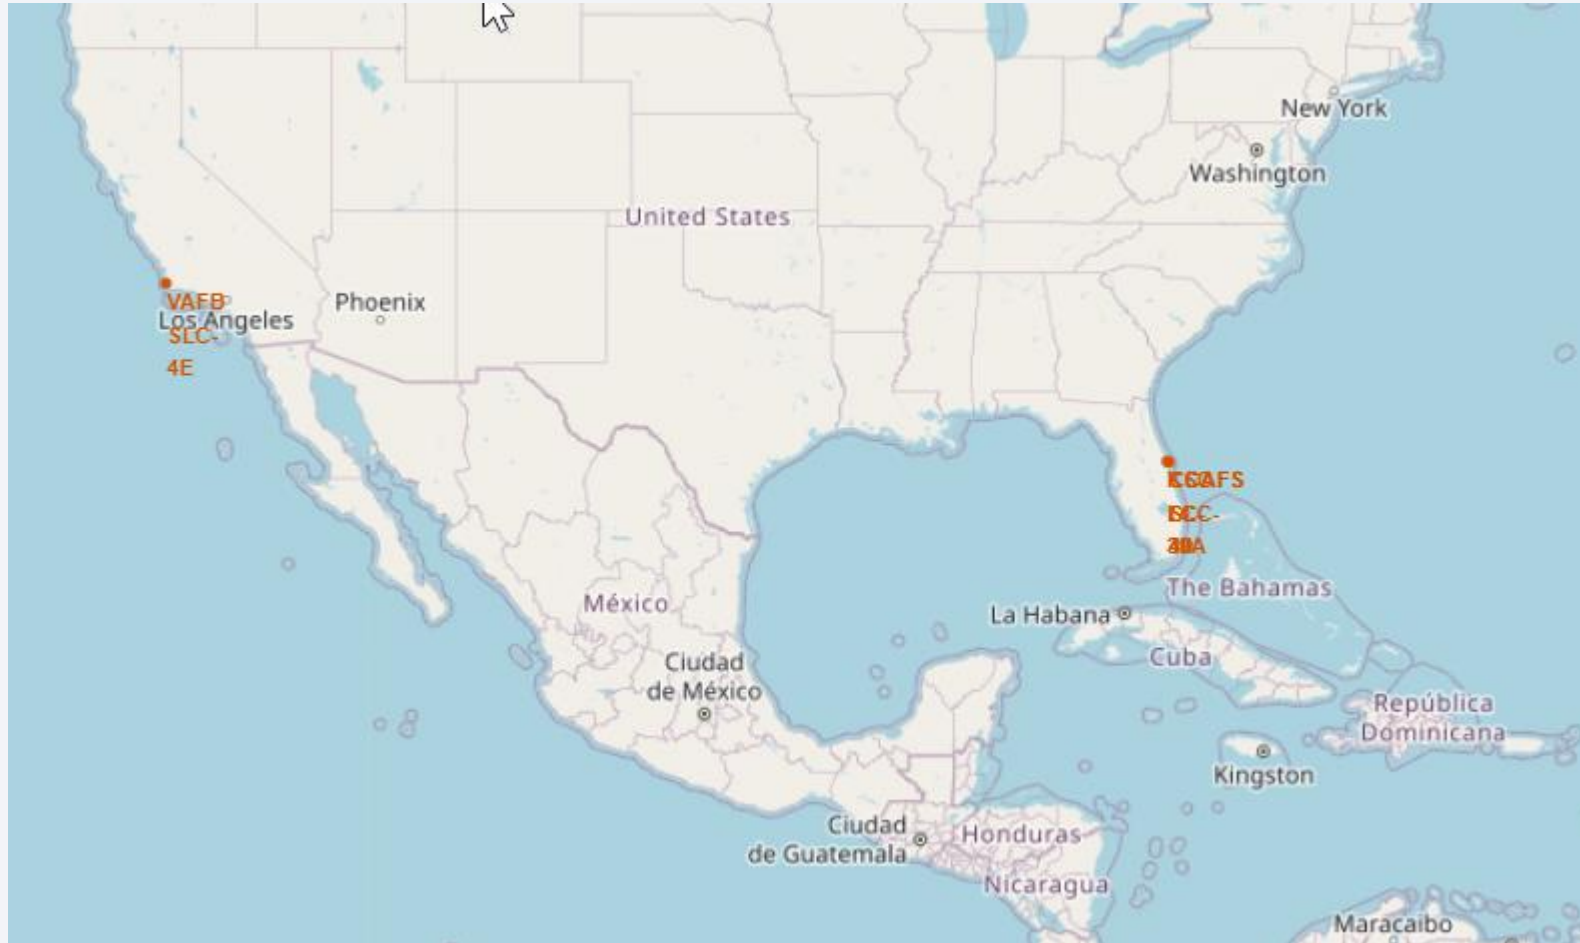 New York
Washington
United States
VAFB
Los Angeles
SLC-
4E
Phoenix
The Bahamas
La Habana
México
Cuba
Ciudad
de México
República
Dominicana
Kingston
Ciudad
de Guatemala
Honduras
Nicaragua
Maracaibo